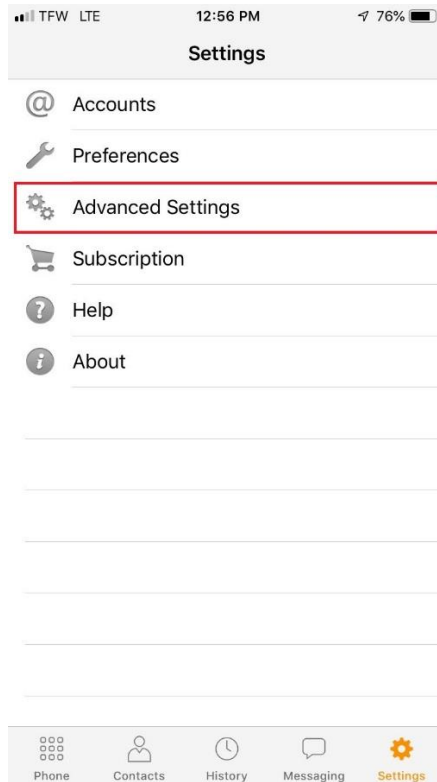 TFW LTE 12:56 PM 76%
Settings
@ Accounts
Preferences
Advanced Settings
Subscription
? Help
i About
Phone Contacts History Messaging Settings